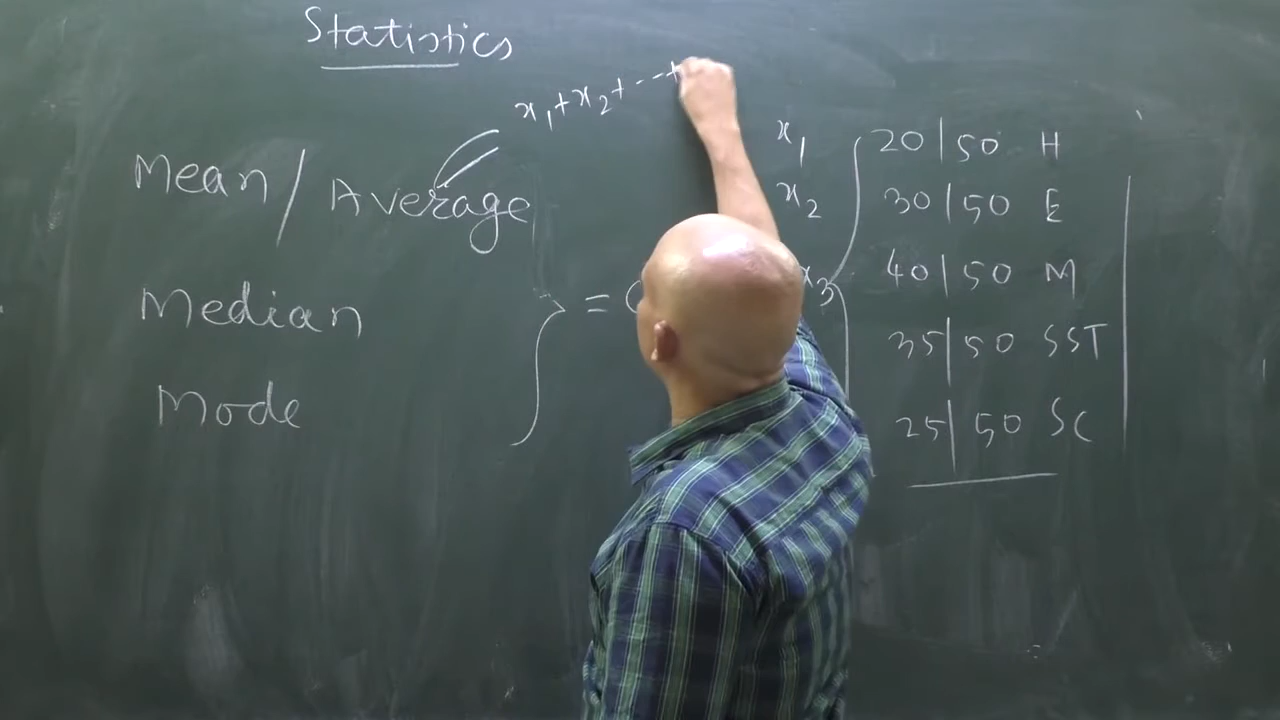 Statistics
x₁+x₂+---+
Mean / Average
Median
Mode
=
x₁ 20|50 H
x₂ 30|50 E
x₃ 40|50 M
35|50 SST
25|50 SC